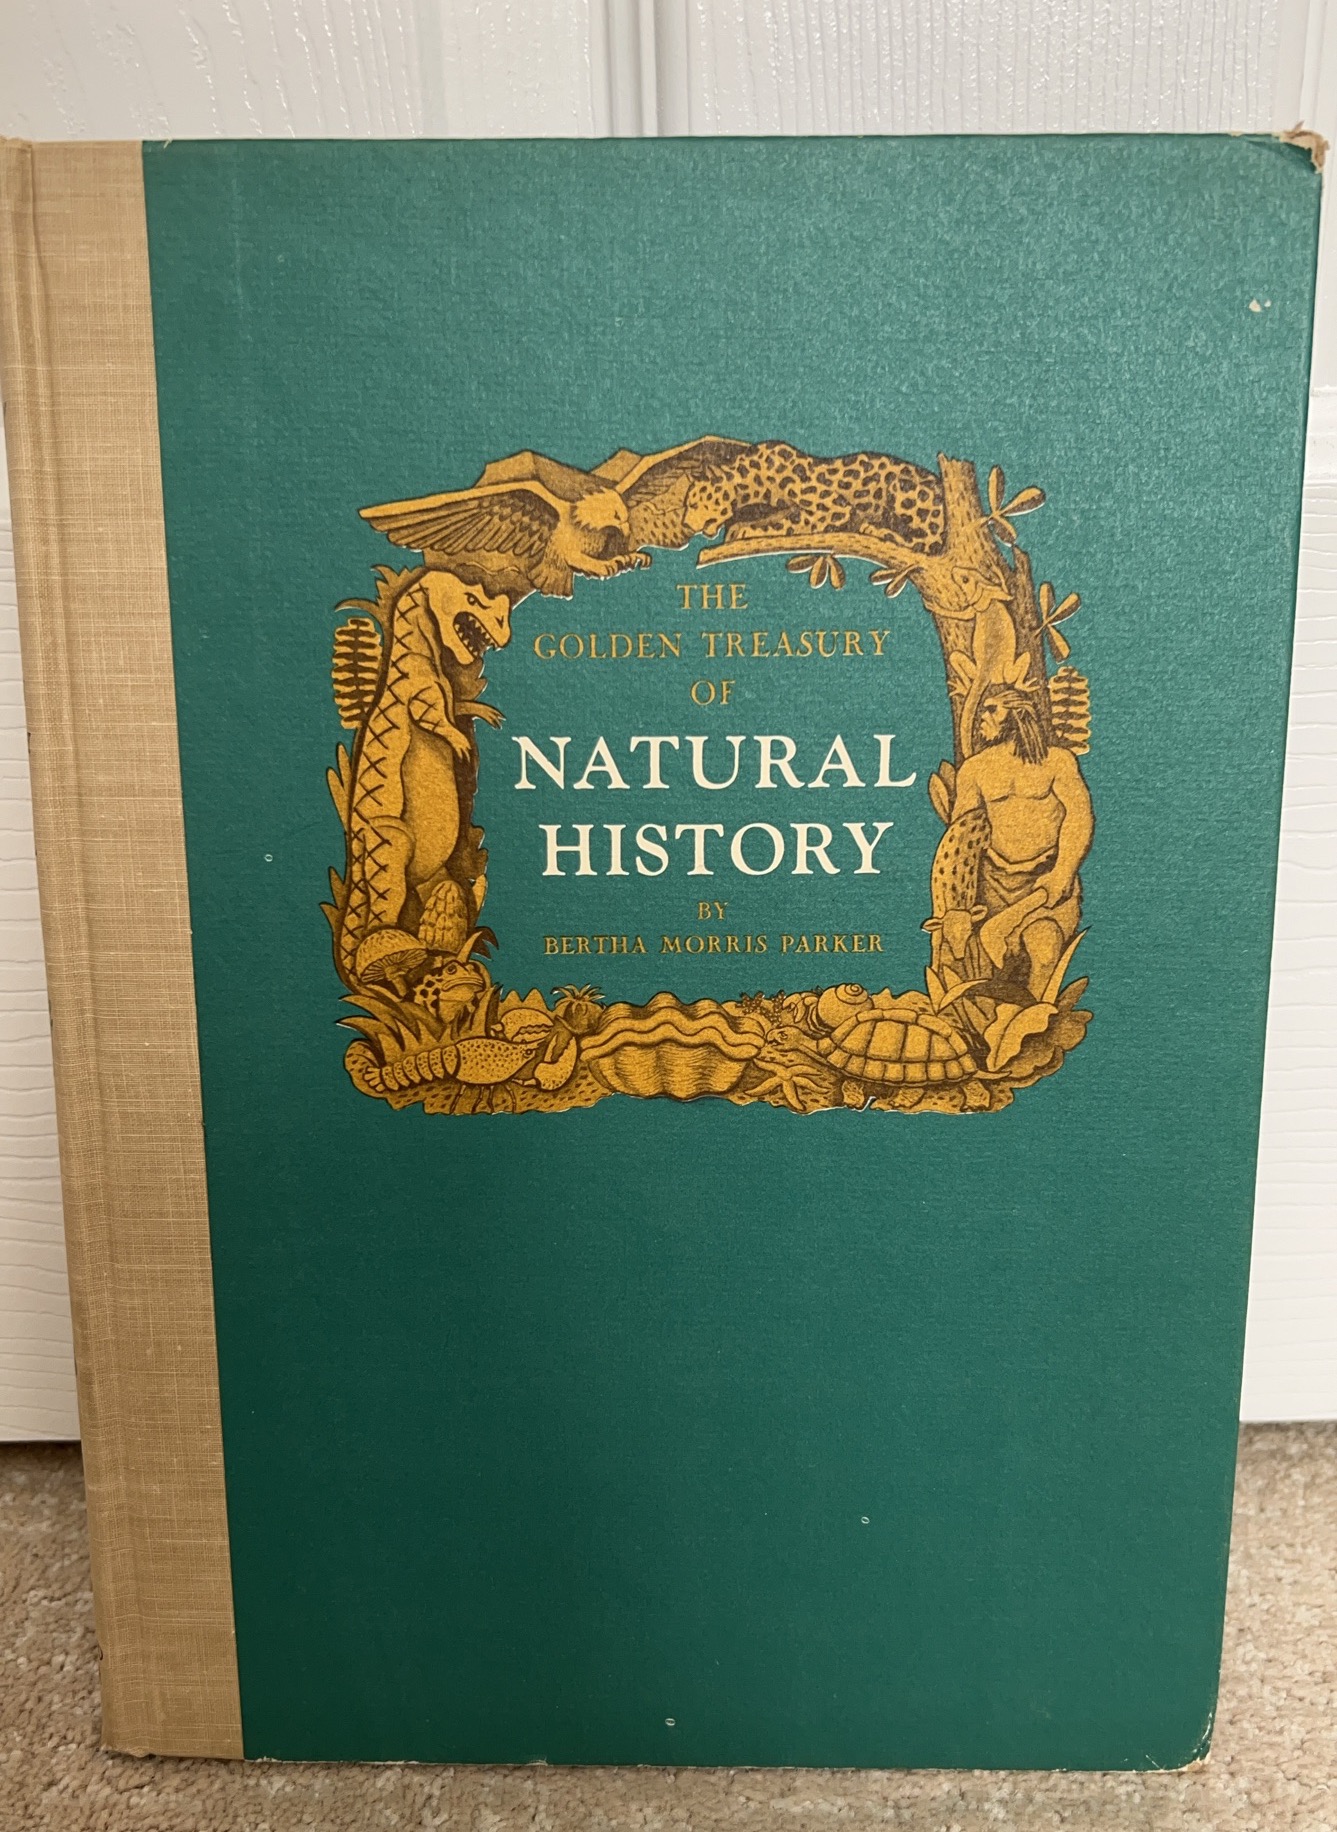 THE
GOLDEN TREASURY
OF
NATURAL
HISTORY
BY
BERTHA MORRIS PARKER